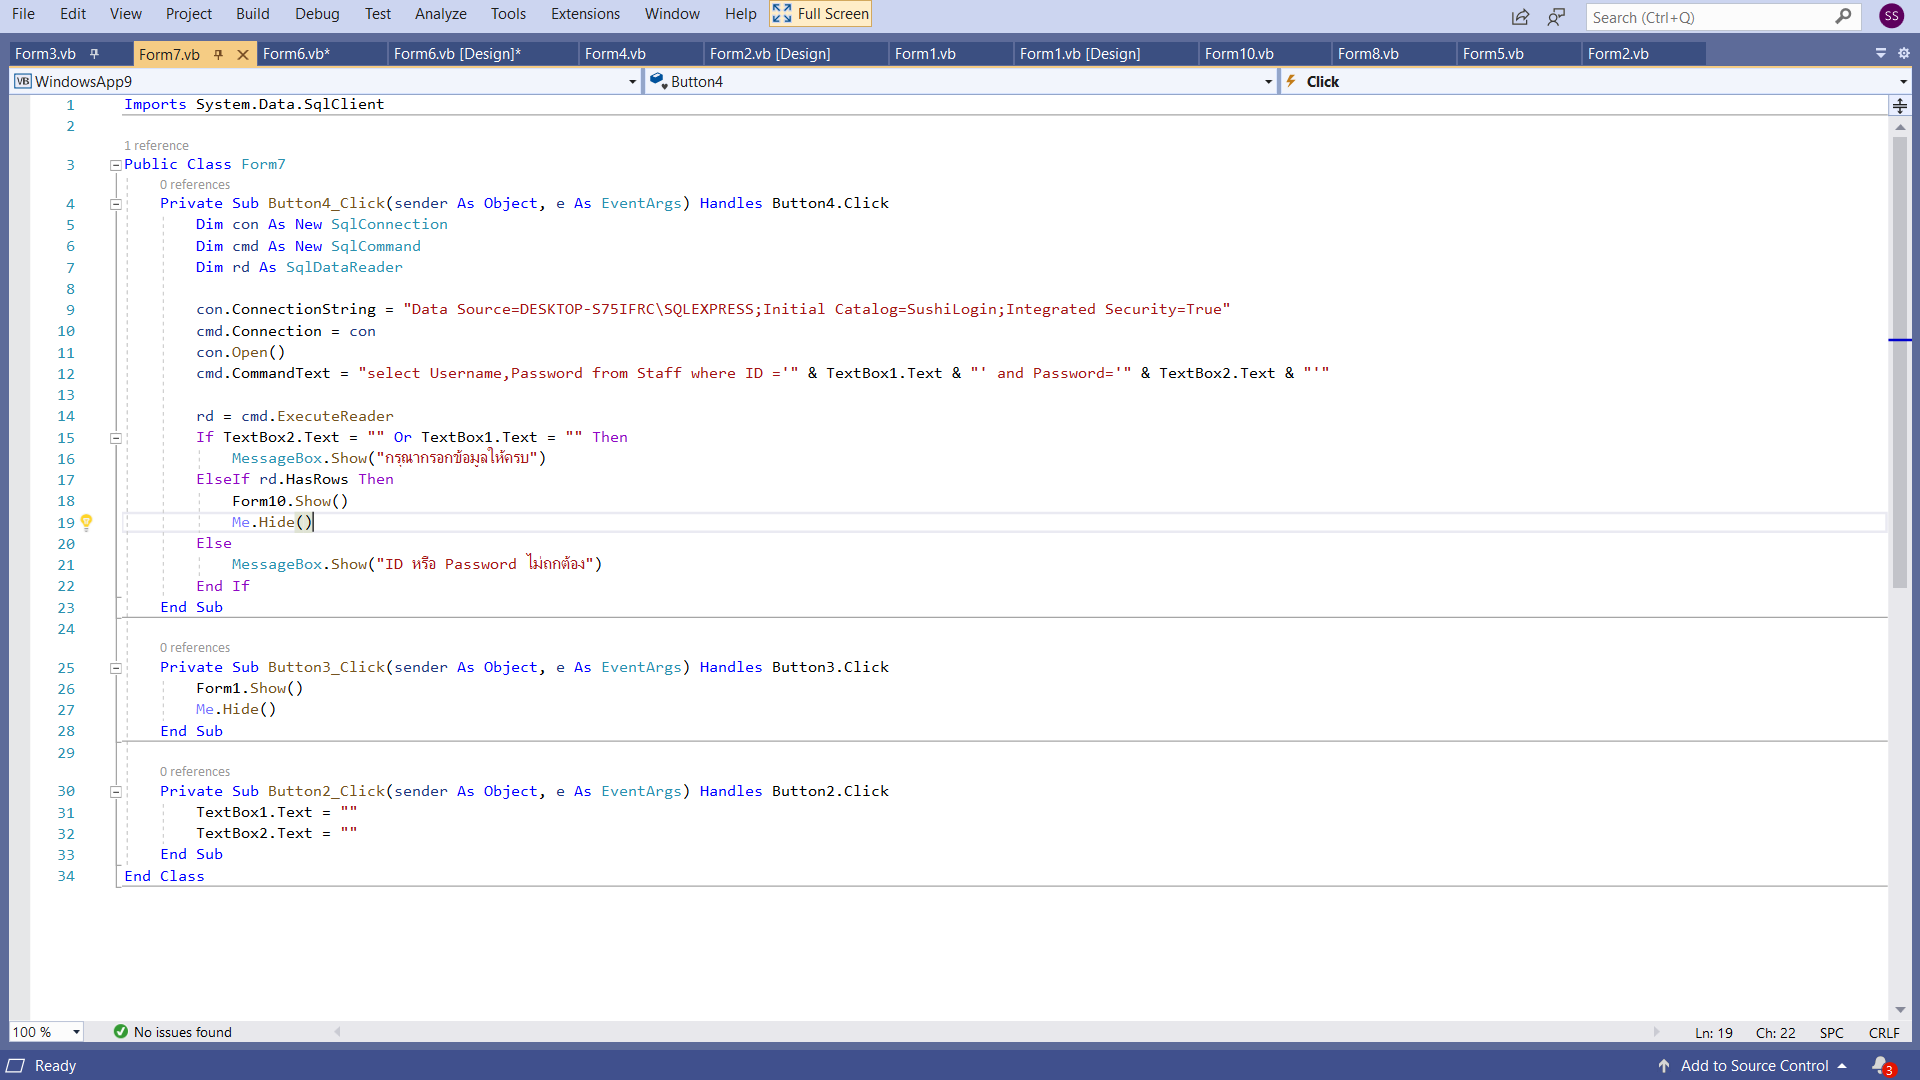 File Edit View Project Build Debug Test Analyze Tools Extensions Window Help Full Screen Search (Ctrl+Q) SS
Form3.vb Form7.vb Form6.vb* Form6.vb [Design]* Form4.vb Form2.vb [Design] Form1.vb Form1.vb [Design] Form10.vb Form8.vb Form5.vb Form2.vb
VB WindowsApp9 Button4 Click
1 Imports System.Data.SqlClient
2
1 reference
3 Public Class Form7
0 references
4 Private Sub Button4_Click(sender As Object, e As EventArgs) Handles Button4.Click
5 Dim con As New SqlConnection
6 Dim cmd As New SqlCommand
7 Dim rd As SqlDataReader
8
9 con.ConnectionString = "Data Source=DESKTOP-S75IFRC\SQLEXPRESS;Initial Catalog=SushiLogin;Integrated Security=True"
10 cmd.Connection = con
11 con.Open()
12 cmd.CommandText = "select Username,Password from Staff where ID ='" & TextBox1.Text & "' and Password='" & TextBox2.Text & "'"
13
14 rd = cmd.ExecuteReader
15 If TextBox2.Text = "" Or TextBox1.Text = "" Then
16 MessageBox.Show("กรุณากรอกข้อมูลให้ครบ")
17 ElseIf rd.HasRows Then
18 Form10.Show()
19 Me.Hide()
20 Else
21 MessageBox.Show("ID หรือ Password ไม่ถูกต้อง")
22 End If
23 End Sub
24
0 references
25 Private Sub Button3_Click(sender As Object, e As EventArgs) Handles Button3.Click
26 Form1.Show()
27 Me.Hide()
28 End Sub
29
0 references
30 Private Sub Button2_Click(sender As Object, e As EventArgs) Handles Button2.Click
31 TextBox1.Text = ""
32 TextBox2.Text = ""
33 End Sub
34 End Class
100 % No issues found Ln: 19 Ch: 22 SPC CRLF
Ready Add to Source Control 3